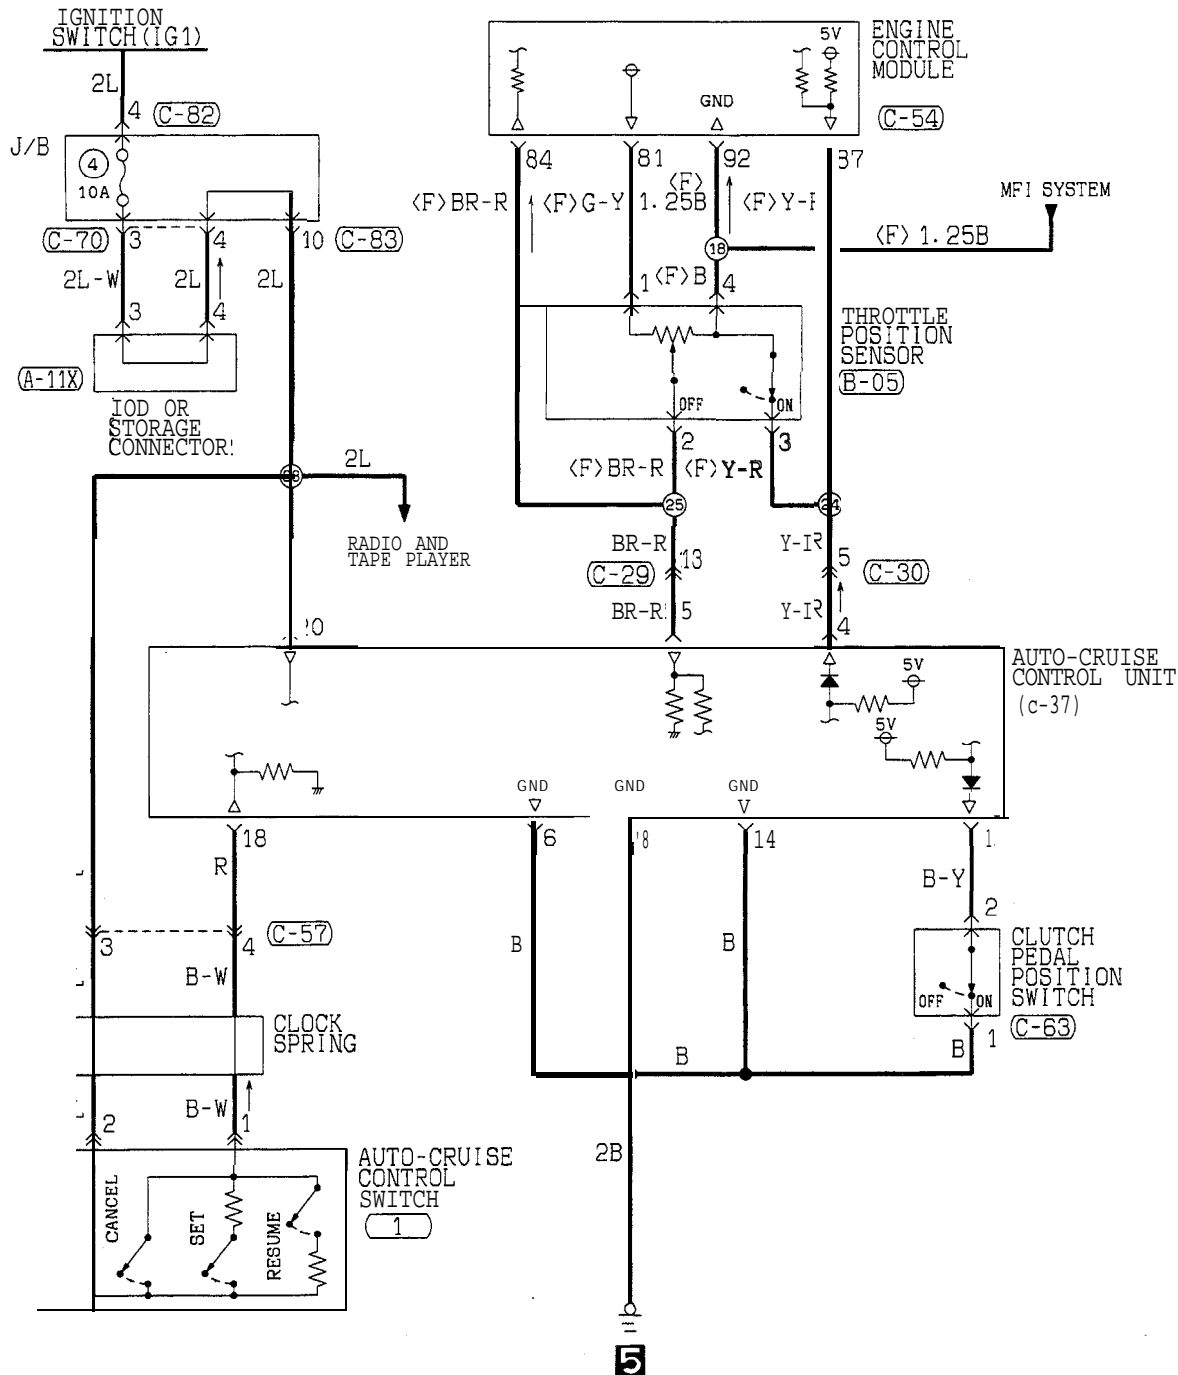 IGNITION
SWITCH(IG1)
2L
4
C-82
J/B
4
10A
C-70
3
4
10
C-83
2L-W
2L
2L
3
4
A-11X
IOD OR
STORAGE
CONNECTOR
2L
RADIO AND
TAPE PLAYER
ENGINE
CONTROL
MODULE
5V
GND
C-54
84
81
92
⟨F⟩BR-R
⟨F⟩G-Y
⟨F⟩
1.25B
⟨F⟩Y-
MFI SYSTEM
18
⟨F⟩ 1.25B
1
⟨F⟩B
4
THROTTLE
POSITION
SENSOR
B-05
OFF
ON
2
3
⟨F⟩BR-R
⟨F⟩Y-R
25
BR-R
13
Y-R
5
C-29
C-30
BR-R
5
Y-R
4
AUTO-CRUISE
CONTROL UNIT
(c-37)
5V
5V
GND
GND
GND
18
6
8
14
1
R
B-Y
2
3
4
C-57
B
B
B-W
CLUTCH
PEDAL
POSITION
SWITCH
OFF
ON
C-63
1
CLOCK
SPRING
B
B
B-W
2
1
2B
AUTO-CRUISE
CONTROL
SWITCH
1
CANCEL
SET
RESUME
5